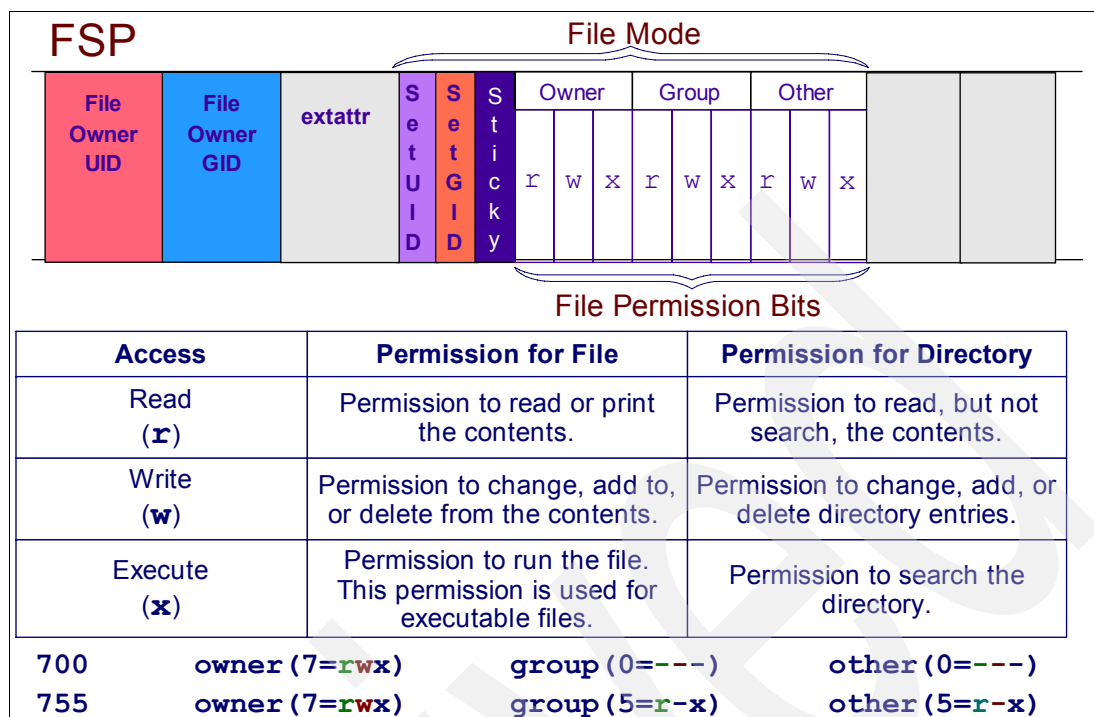 FSP
File Mode
File Owner UID
File Owner GID
extattr
SetUID
SetGID
Sticky
Owner Group Other
r w x r w x r w x
File Permission Bits
Access Permission for File Permission for Directory
Read
(r)
Permission to read or print
the contents.
Permission to read, but not
search, the contents.
Write
(w)
Permission to change, add to,
or delete from the contents.
Permission to change, add, or
delete directory entries.
Execute
(x)
Permission to run the file.
This permission is used for
executable files.
Permission to search the
directory.
700 owner(7=rwx) group(0=---) other(0=---)
755 owner(7=rwx) group(5=r-x) other(5=r-x)